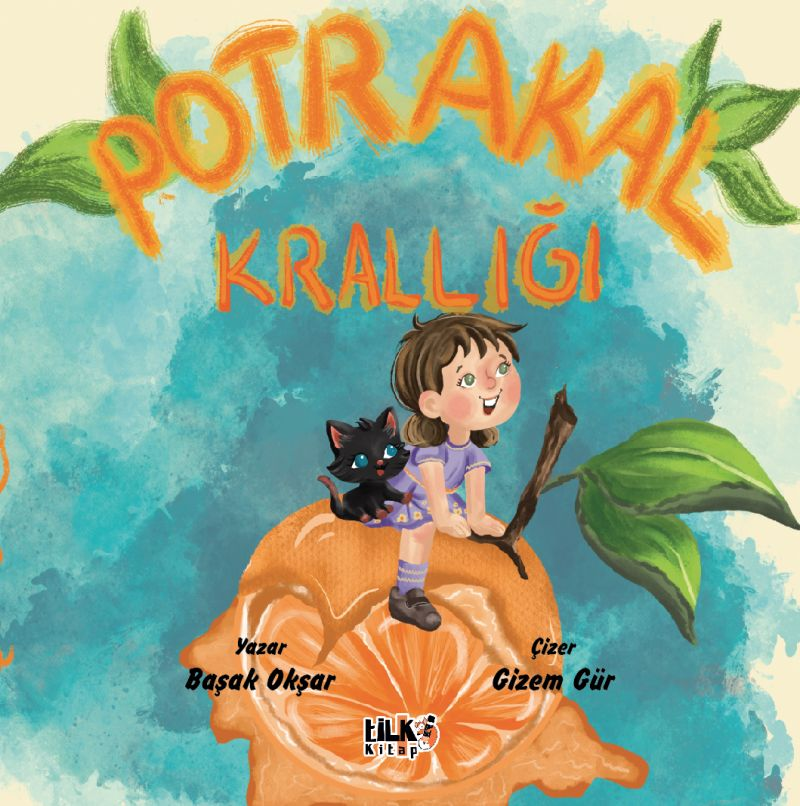 POTRAKAL
KRALLIĞI
Yazar
Başak Okşar
Çizer
Gizem Gür
tiLKi
Kitap